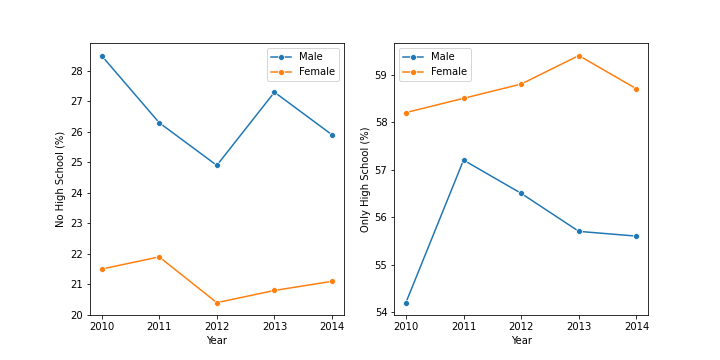 No High School (%)
28
27
26
25
24
23
22
21
20
2010 2011 2012 2013 2014
Year
Male
Female
Only High School (%)
59
58
57
56
55
54
2010 2011 2012 2013 2014
Year
Male
Female